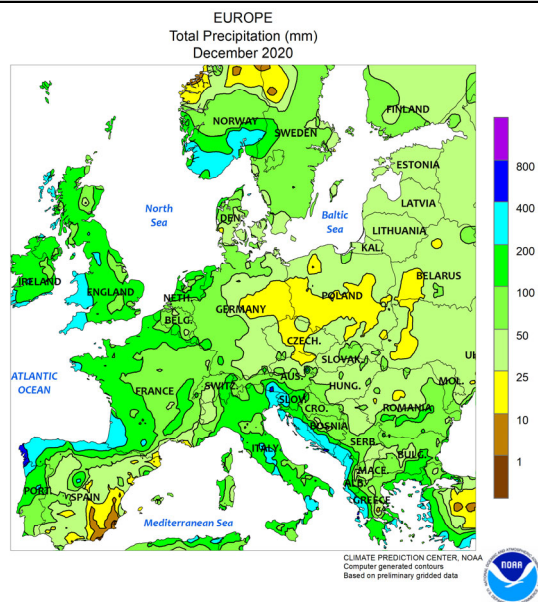 EUROPE
Total Precipitation (mm)
December 2020
FINLAND
NORWAY
SWEDEN
ESTONIA
LATVIA
North
Sea
DEN.
Baltic
Sea
LITHUANIA
KAL.
IRELAND
ENGLAND
NETH.
BELG.
GERMANY
POLAND
BELARUS
CZECH.
SLOVAK.
ATLANTIC
OCEAN
FRANCE
SWITZ.
AUS.
HUNG.
MOL.
SLOV.
CRO.
ROMANIA
BOSNIA
SERB.
ITALY
BULG.
MACE.
ALB.
GREECE
PORT.
SPAIN
Mediterranean Sea
800
400
200
100
50
25
10
1
CLIMATE PREDICTION CENTER, NOAA
Computer generated contours
Based on preliminary gridded data
NOAA